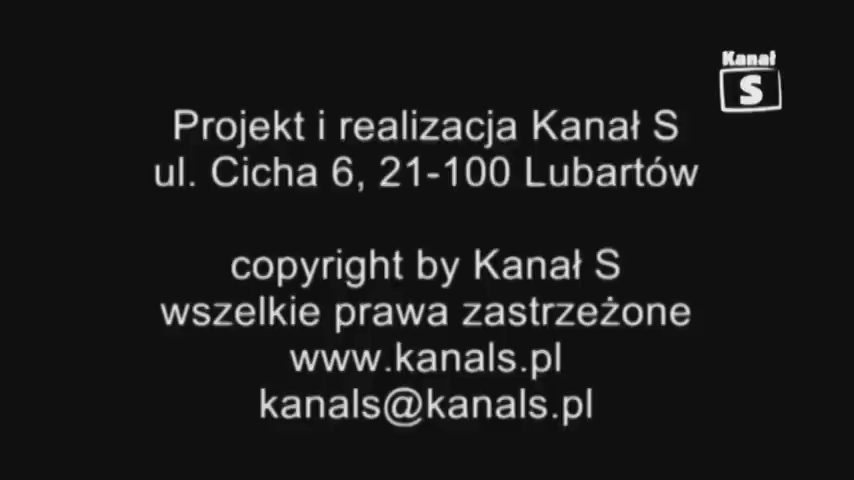 Kanał
S
Projekt i realizacja Kanał S
ul. Cicha 6, 21-100 Lubartów
copyright by Kanał S
wszelkie prawa zastrzeżone
www.kanals.pl
kanals@kanals.pl